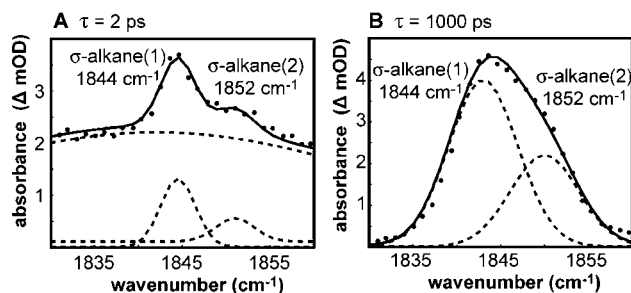 A τ = 2 ps
σ-alkane(1)
1844 cm-1
σ-alkane(2)
1852 cm-1
absorbance (Δ mOD)
3
2
1
1835 1845 1855
wavenumber (cm-1)
B τ = 1000 ps
σ-alkane(1)
1844 cm-1
σ-alkane(2)
1852 cm-1
absorbance (Δ mOD)
4
3
2
1
1835 1845 1855
wavenumber (cm-1)